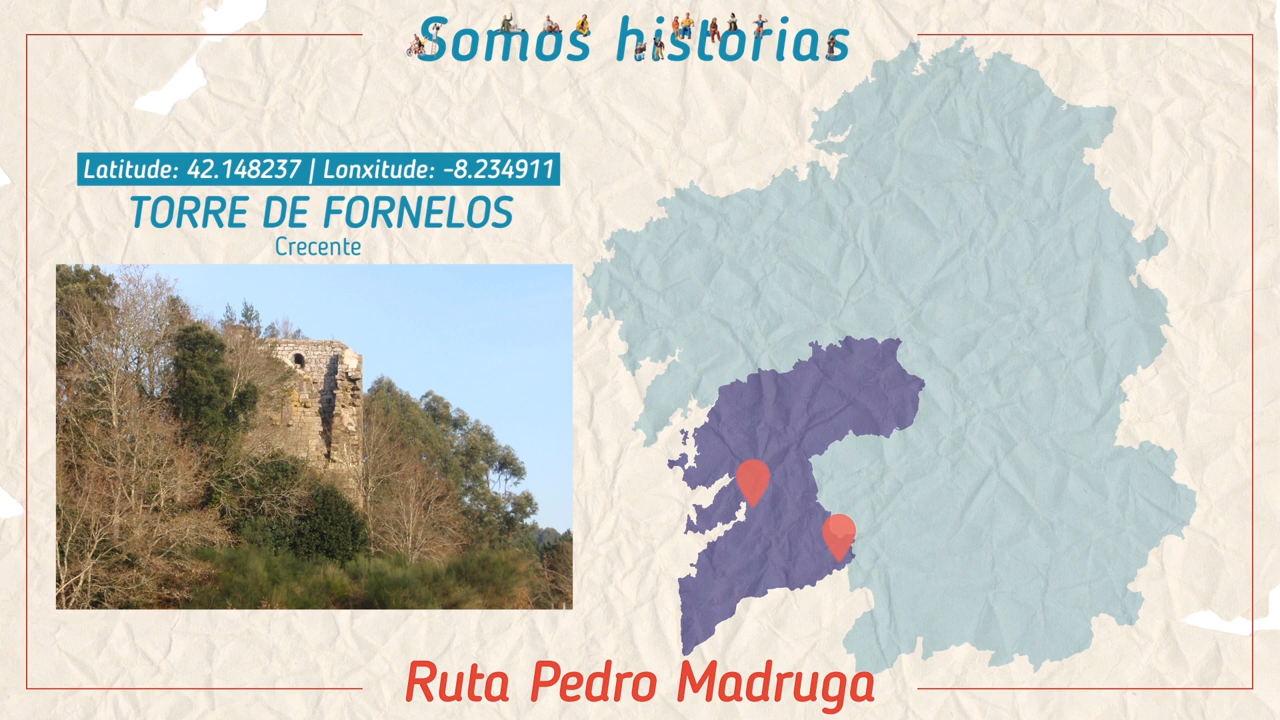 Somos historias
Latitude: 42.148237 | Lonxitude: -8.234911
TORRE DE FORNELOS
Crecente
Ruta Pedro Madruga